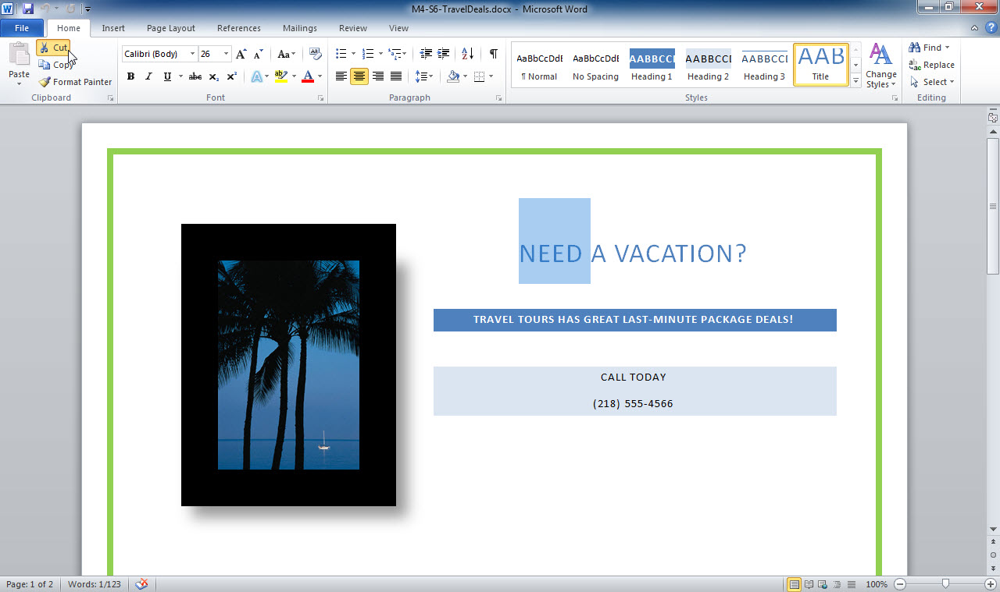 M4-S6-TravelDeals.docx - Microsoft Word
File Home Insert Page Layout References Mailings Review View
Paste
Cut
Copy
Format Painter
Clipboard
Calibri (Body) 26
Font
Paragraph
AaBbCcDdE AaBbCcDdE AABBCCI AABBCCI AABBCCI AAB
¶ Normal No Spacing Heading 1 Heading 2 Heading 3 Title
Change
Styles
Styles
Find
Replace
Select
Editing
NEED A VACATION?
TRAVEL TOURS HAS GREAT LAST-MINUTE PACKAGE DEALS!
CALL TODAY
(218) 555-4566
Page: 1 of 2 Words: 1/123 100%